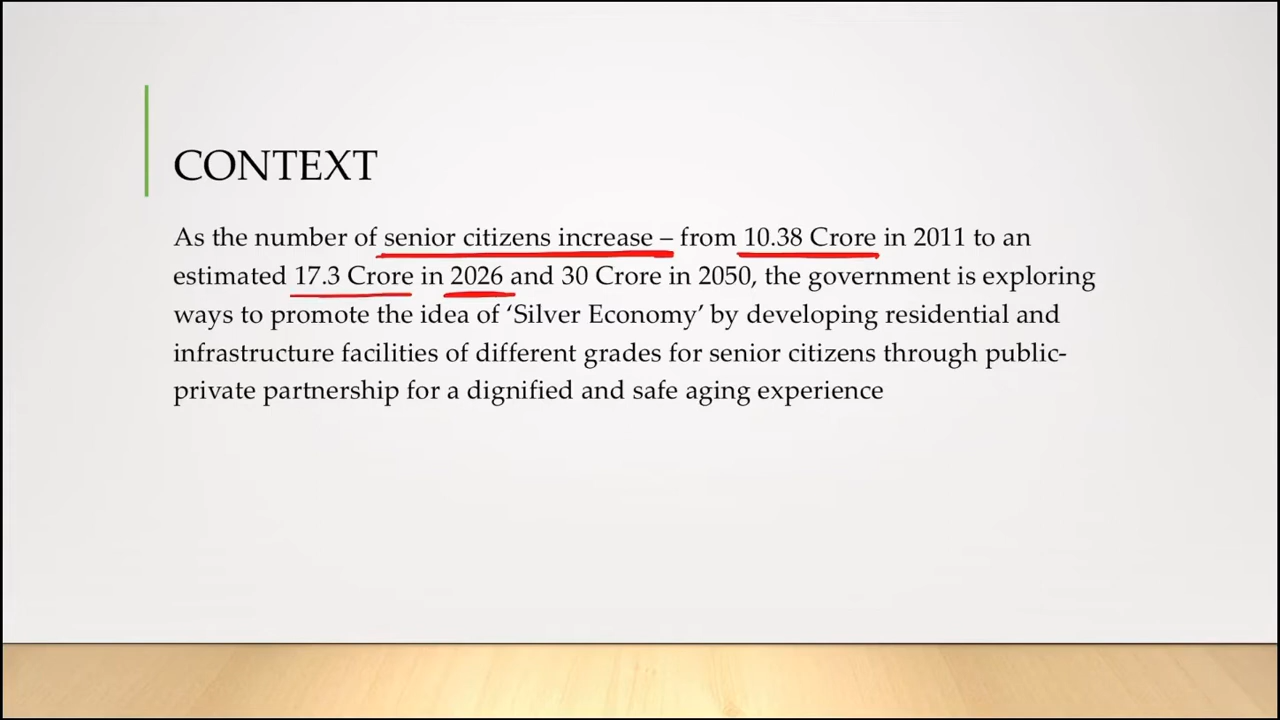 CONTEXT
As the number of senior citizens increase – from 10.38 Crore in 2011 to an
estimated 17.3 Crore in 2026 and 30 Crore in 2050, the government is exploring
ways to promote the idea of ‘Silver Economy’ by developing residential and
infrastructure facilities of different grades for senior citizens through public-
private partnership for a dignified and safe aging experience